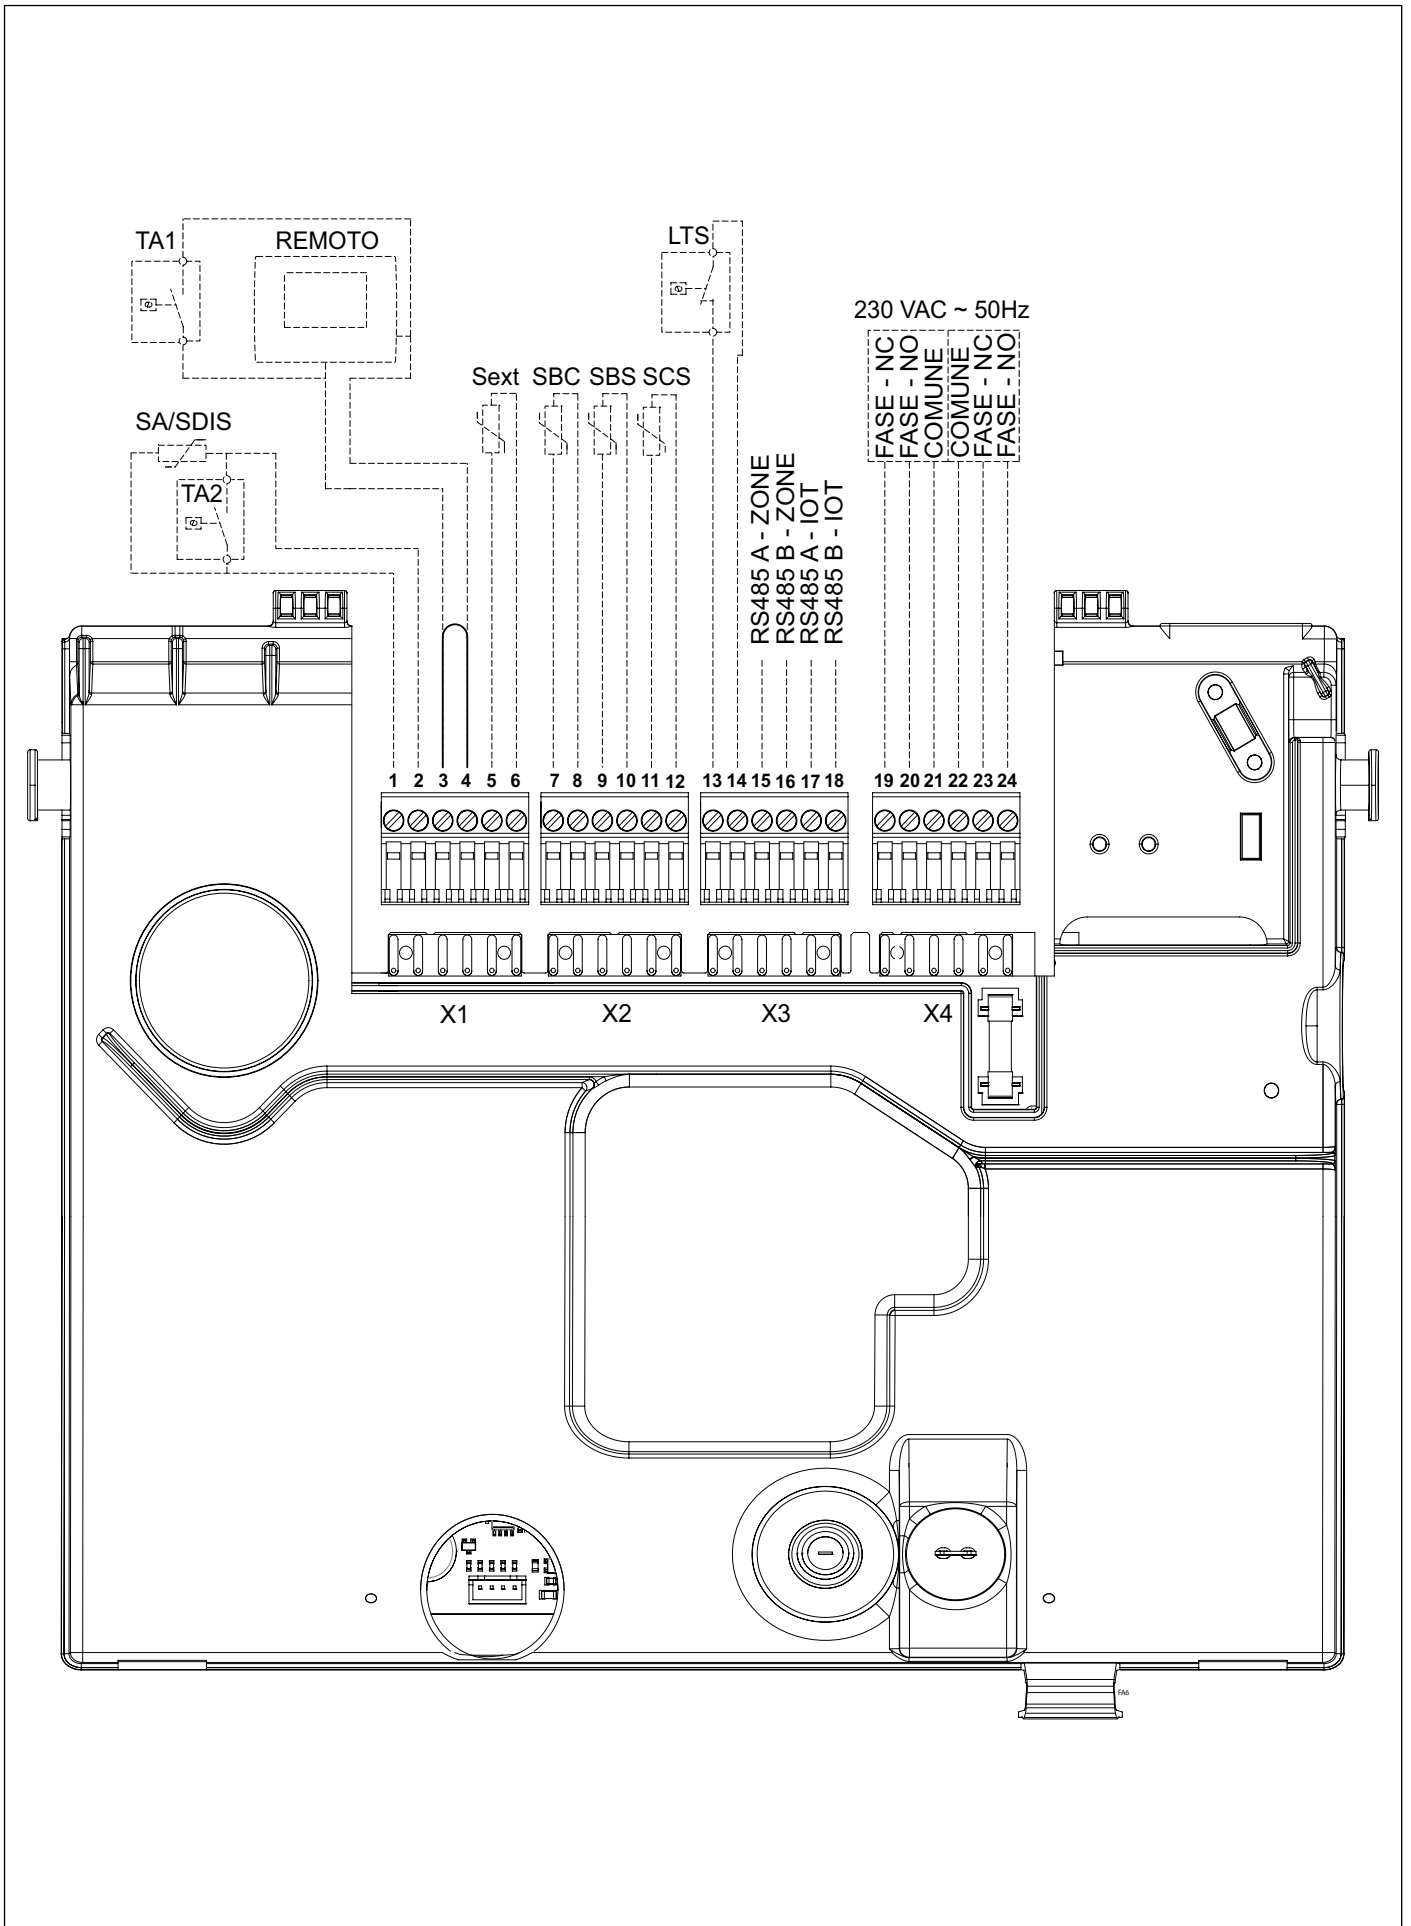 TA1
REMOTO
LTS
230 VAC ~ 50Hz
FASE - NC
FASE - NO
COMUNE
COMUNE
FASE - NC
FASE - NO
Sext
SBC
SBS
SCS
SA/SDIS
TA2
RS485 A - ZONE
RS485 B - ZONE
RS485 A - IOT
RS485 B - IOT
1 2 3 4 5 6
7 8 9 10 11 12
13 14 15 16 17 18
19 20 21 22 23 24
X1
X2
X3
X4
FA6